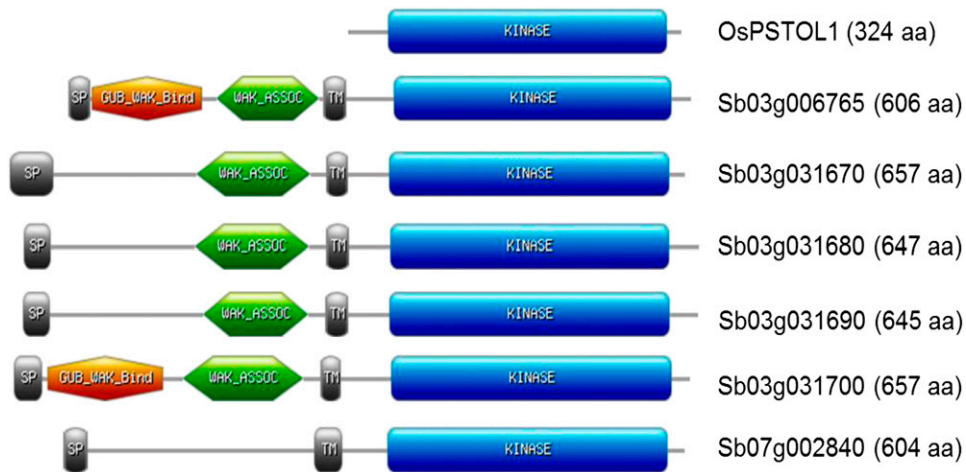 KINASE OsPSTOL1 (324 aa)
SP GUB_WAK_Bind WAK_ASSOC TM KINASE Sb03g006765 (606 aa)
SP WAK_ASSOC TM KINASE Sb03g031670 (657 aa)
SP WAK_ASSOC TM KINASE Sb03g031680 (647 aa)
SP WAK_ASSOC TM KINASE Sb03g031690 (645 aa)
SP GUB_WAK_Bind WAK_ASSOC TM KINASE Sb03g031700 (657 aa)
SP TM KINASE Sb07g002840 (604 aa)